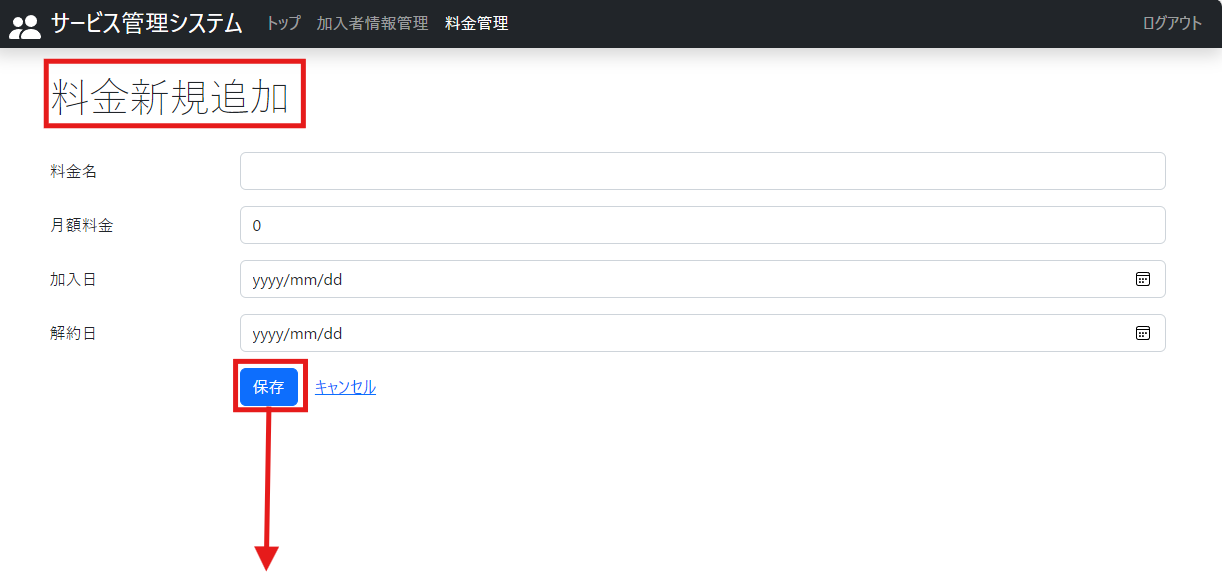 サービス管理システム トップ 加入者情報管理 料金管理 ログアウト
料金新規追加
料金名
月額料金 0
加入日 yyyy/mm/dd
解約日 yyyy/mm/dd
保存 キャンセル